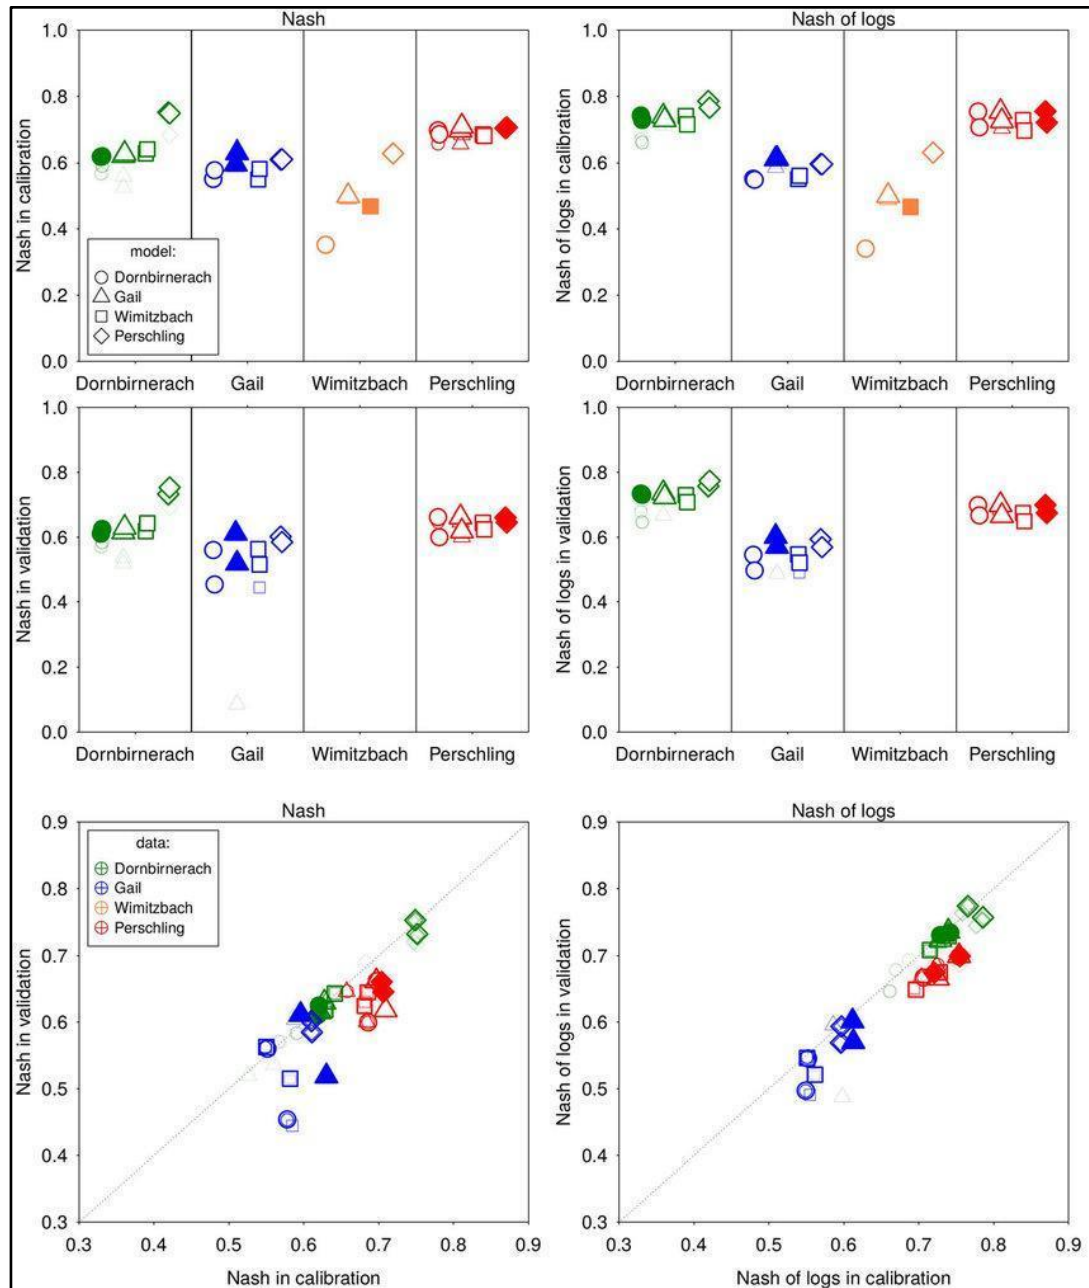 Nash
Nash of logs
Nash in calibration
1.0
0.8
0.6
0.4
0.2
0.0
model:
Dornbirnerach
Gail
Wimitzbach
Perschling
Dornbirnerach Gail Wimitzbach Perschling
Nash of logs in calibration
1.0
0.8
0.6
0.4
0.2
0.0
Dornbirnerach Gail Wimitzbach Perschling
Nash in validation
1.0
0.8
0.6
0.4
0.2
0.0
Dornbirnerach Gail Wimitzbach Perschling
Nash of logs in validation
1.0
0.8
0.6
0.4
0.2
0.0
Dornbirnerach Gail Wimitzbach Perschling
Nash
Nash in validation
0.9
0.8
0.7
0.6
0.5
0.4
0.3
data:
Dornbirnerach
Gail
Wimitzbach
Perschling
0.3 0.4 0.5 0.6 0.7 0.8 0.9
Nash in calibration
Nash of logs
Nash of logs in validation
0.9
0.8
0.7
0.6
0.5
0.4
0.3
0.3 0.4 0.5 0.6 0.7 0.8 0.9
Nash of logs in calibration